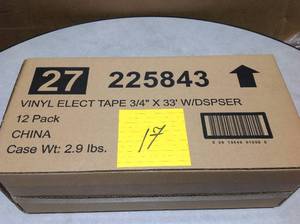 27 225843
VINYL ELECT TAPE 3/4" X 33' W/DSPSER
12 Pack
CHINA
Case Wt: 2.9 lbs.
17